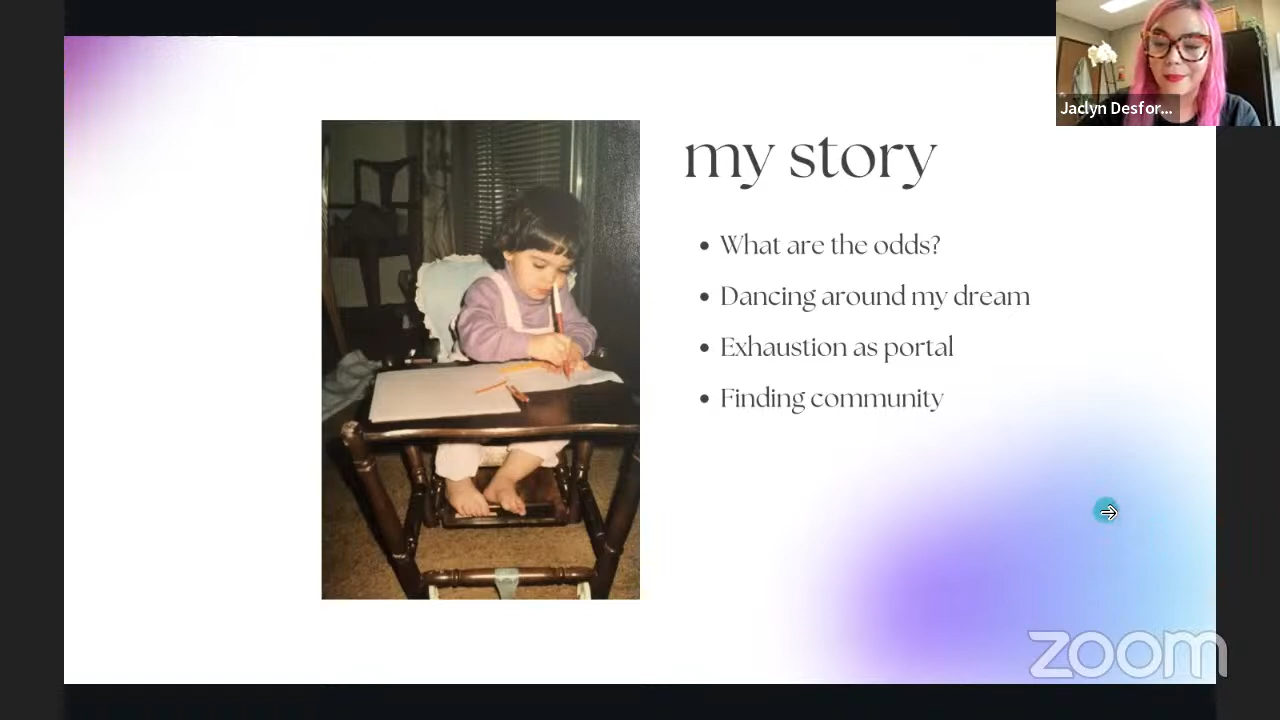 Jaclyn Desfor...
my story
• What are the odds?
• Dancing around my dream
• Exhaustion as portal
• Finding community
zoom